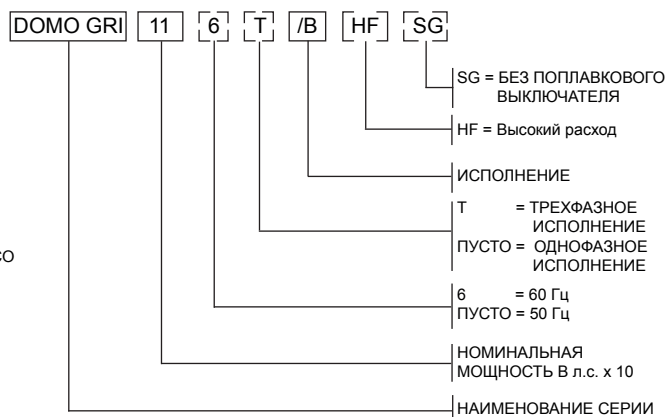 DOMO GRI 11 6 T /B HF SG
SG = БЕЗ ПОПЛАВКОВОГО
ВЫКЛЮЧАТЕЛЯ
HF = Высокий расход
ИСПОЛНЕНИЕ
T = ТРЕХФАЗНОЕ
ИСПОЛНЕНИЕ
ПУСТО = ОДНОФАЗНОЕ
ИСПОЛНЕНИЕ
СО
6 = 60 Гц
ПУСТО = 50 Гц
НОМИНАЛЬНАЯ
МОЩНОСТЬ В л.с. x 10
НАИМЕНОВАНИЕ СЕРИИ